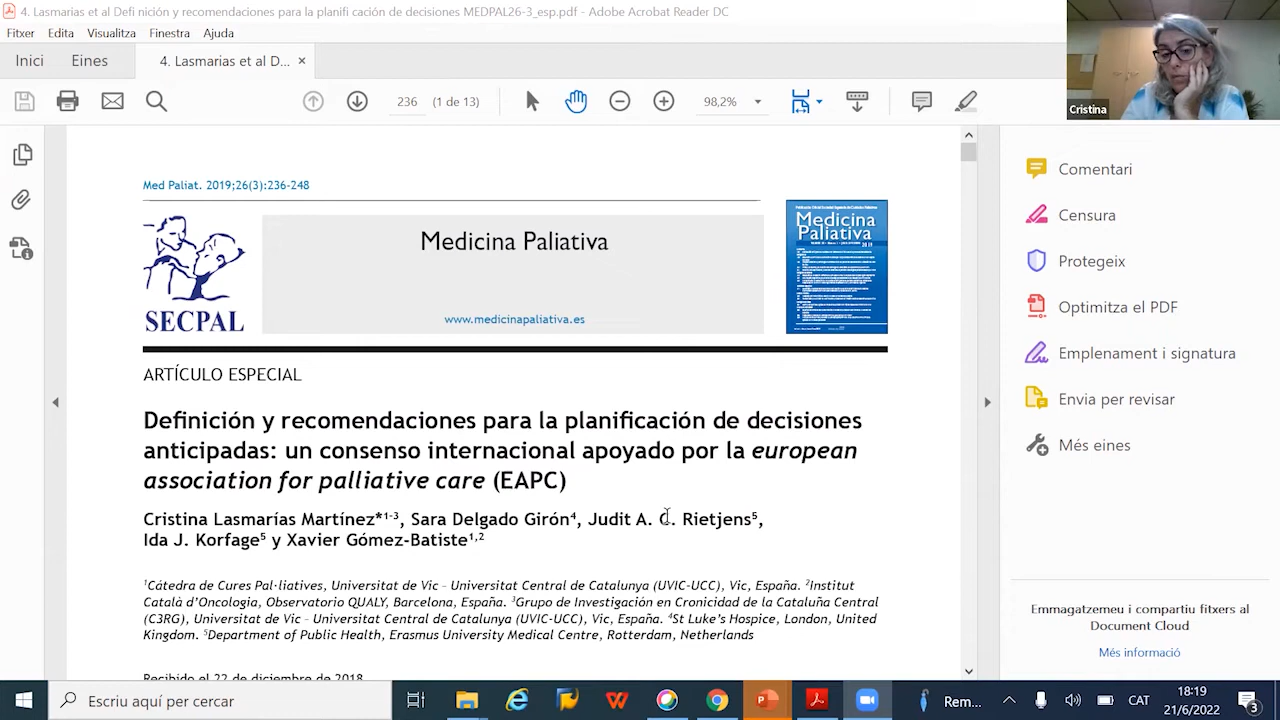 4. Lasmarias et al Defi nición y recomendaciones para la planifi cación de decisiones MEDPAL26-3_esp.pdf - Adobe Acrobat Reader DC
Fitxer Edita Visualitza Finestra Ajuda
Inici Eines 4. Lasmarias et al D... ×
236 (1 de 13) 98,2%
Cristina
Med Paliat. 2019;26(3):236-248
SECPAL
Medicina Paliativa
www.medicinapaliativa.es
Medicina
Paliativa
ARTÍCULO ESPECIAL
Definición y recomendaciones para la planificación de decisiones
anticipadas: un consenso internacional apoyado por la european
association for palliative care (EAPC)
Cristina Lasmarías Martínez*1-3, Sara Delgado Girón4, Judit A. C. Rietjens5,
Ida J. Korfage5 y Xavier Gómez-Batiste1,2
1Cátedra de Cures Pal·liatives, Universitat de Vic - Universitat Central de Catalunya (UVIC-UCC), Vic, España. 2Institut
Català d'Oncologia, Observatorio QUALY, Barcelona, España. 3Grupo de Investigación en Cronicidad de la Cataluña Central
(C3RG), Universitat de Vic - Universitat Central de Catalunya (UVIC-UCC), Vic, España. 4St Luke's Hospice, London, United
Kingdom. 5Department of Public Health, Erasmus University Medical Centre, Rotterdam, Netherlands
Recibido el 22 de diciembre de 2018
Comentari
Censura
Protegeix
Optimitza el PDF
Emplenament i signatura
Envia per revisar
Més eines
Emmagatzemeu i compartiu fitxers al
Document Cloud
Més informació
Escriu aquí per cercar
Rem...
CAT
18:19
21/6/2022
3